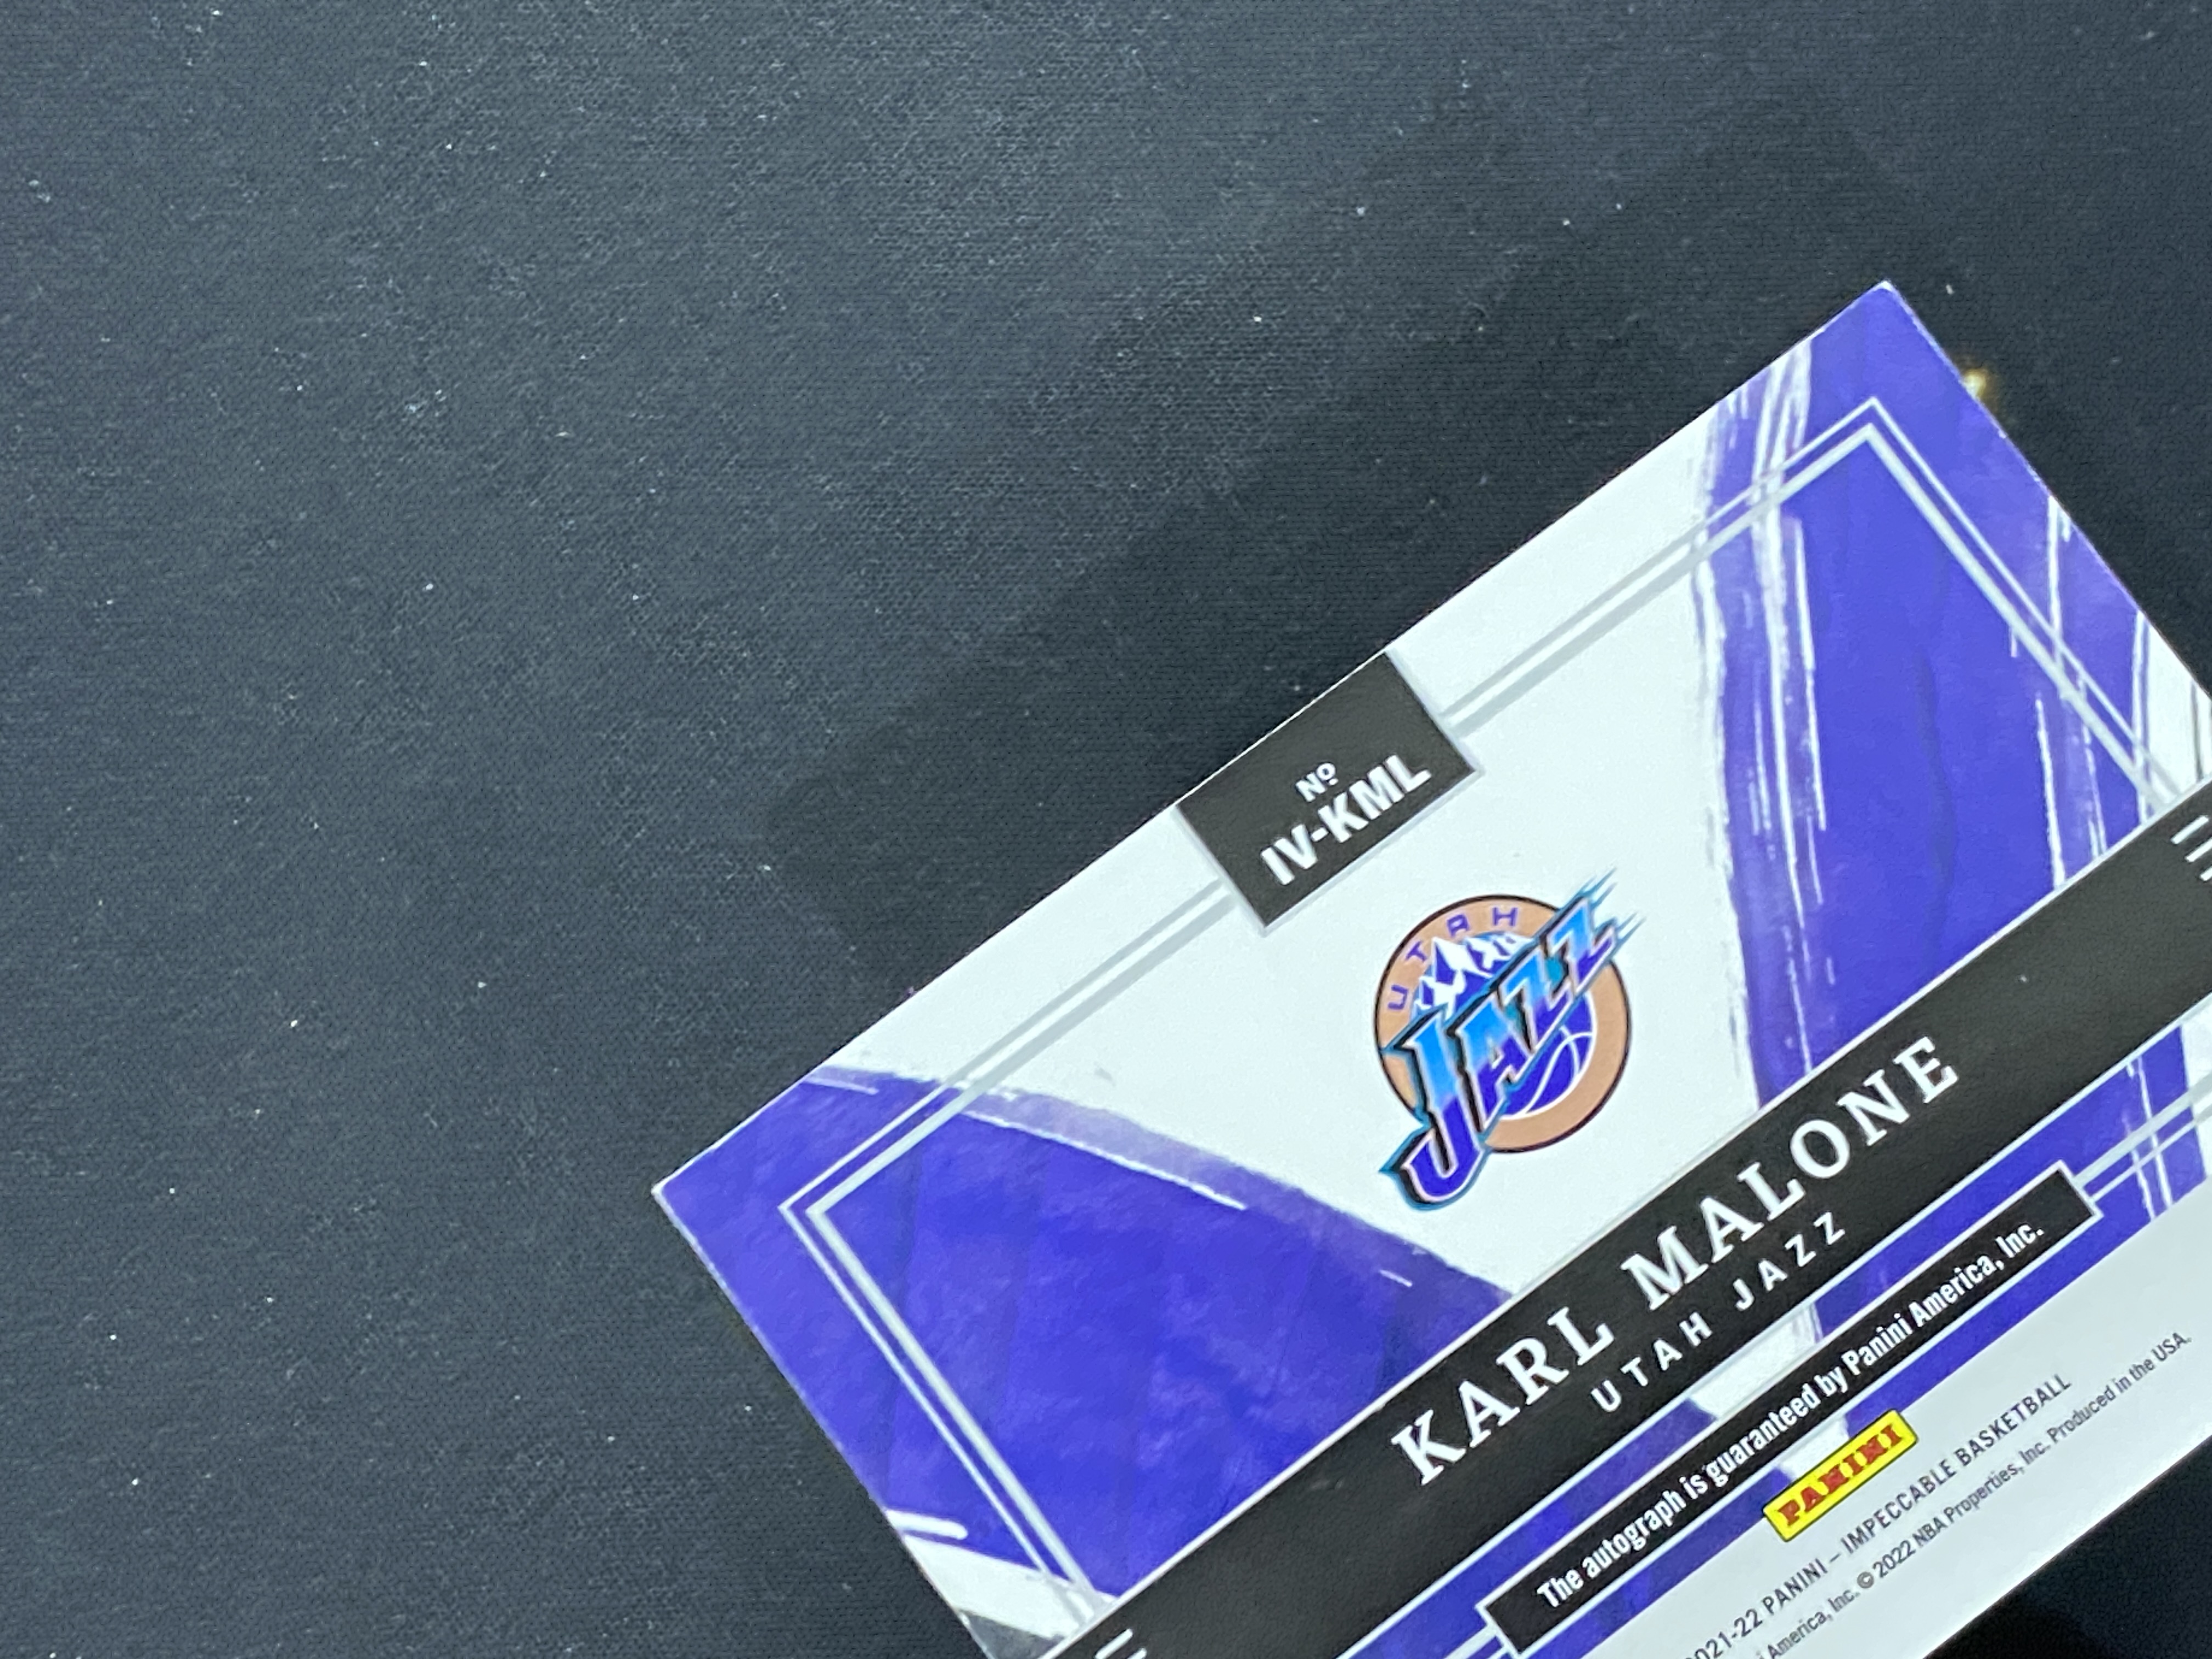 Nº
IV-KML
UTAH
JAZZ
KARL MALONE
UTAH JAZZ
The autograph is guaranteed by Panini America, Inc.
PANINI
2021-22 PANINI – IMPECCABLE BASKETBALL
America, Inc. © 2022 NBA Properties, Inc. Produced in the USA.